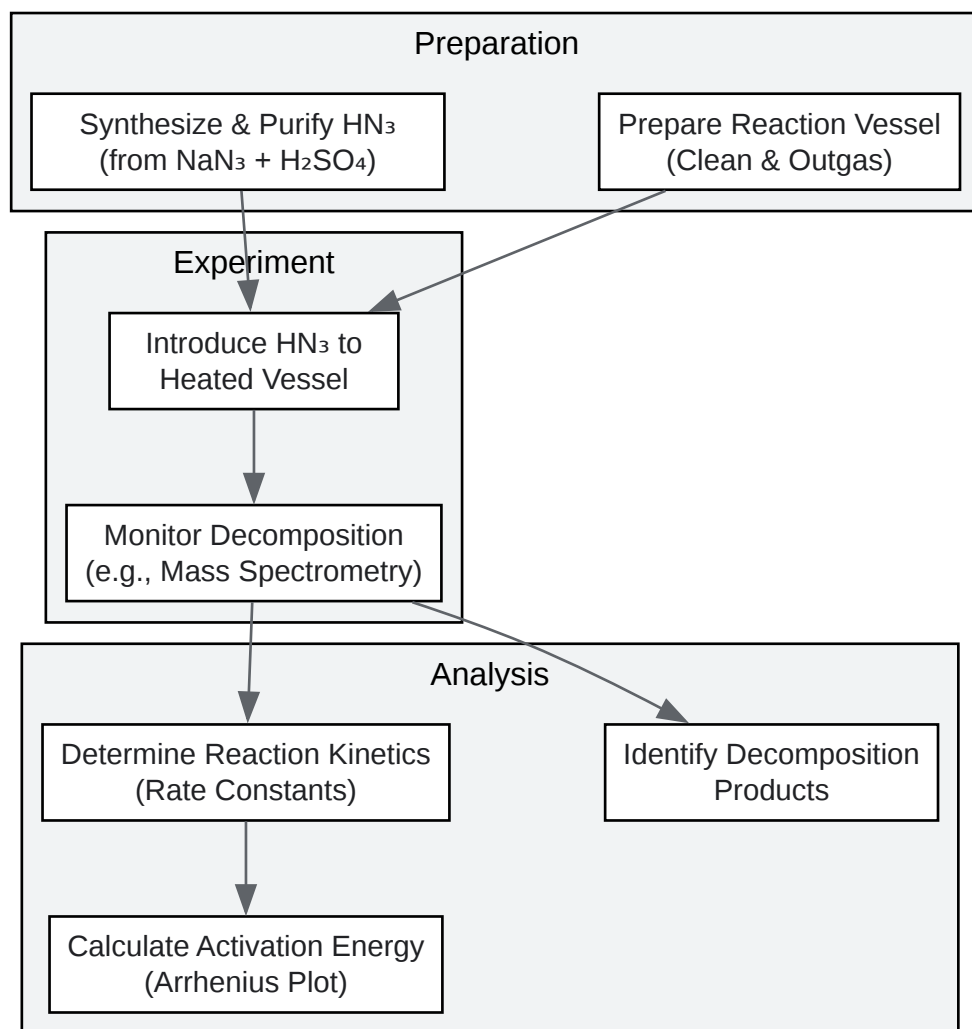 Preparation
Synthesize & Purify HN₃
(from NaN₃ + H₂SO₄)
Prepare Reaction Vessel
(Clean & Outgas)
Experiment
Introduce HN₃ to
Heated Vessel
Monitor Decomposition
(e.g., Mass Spectrometry)
Analysis
Determine Reaction Kinetics
(Rate Constants)
Identify Decomposition
Products
Calculate Activation Energy
(Arrhenius Plot)